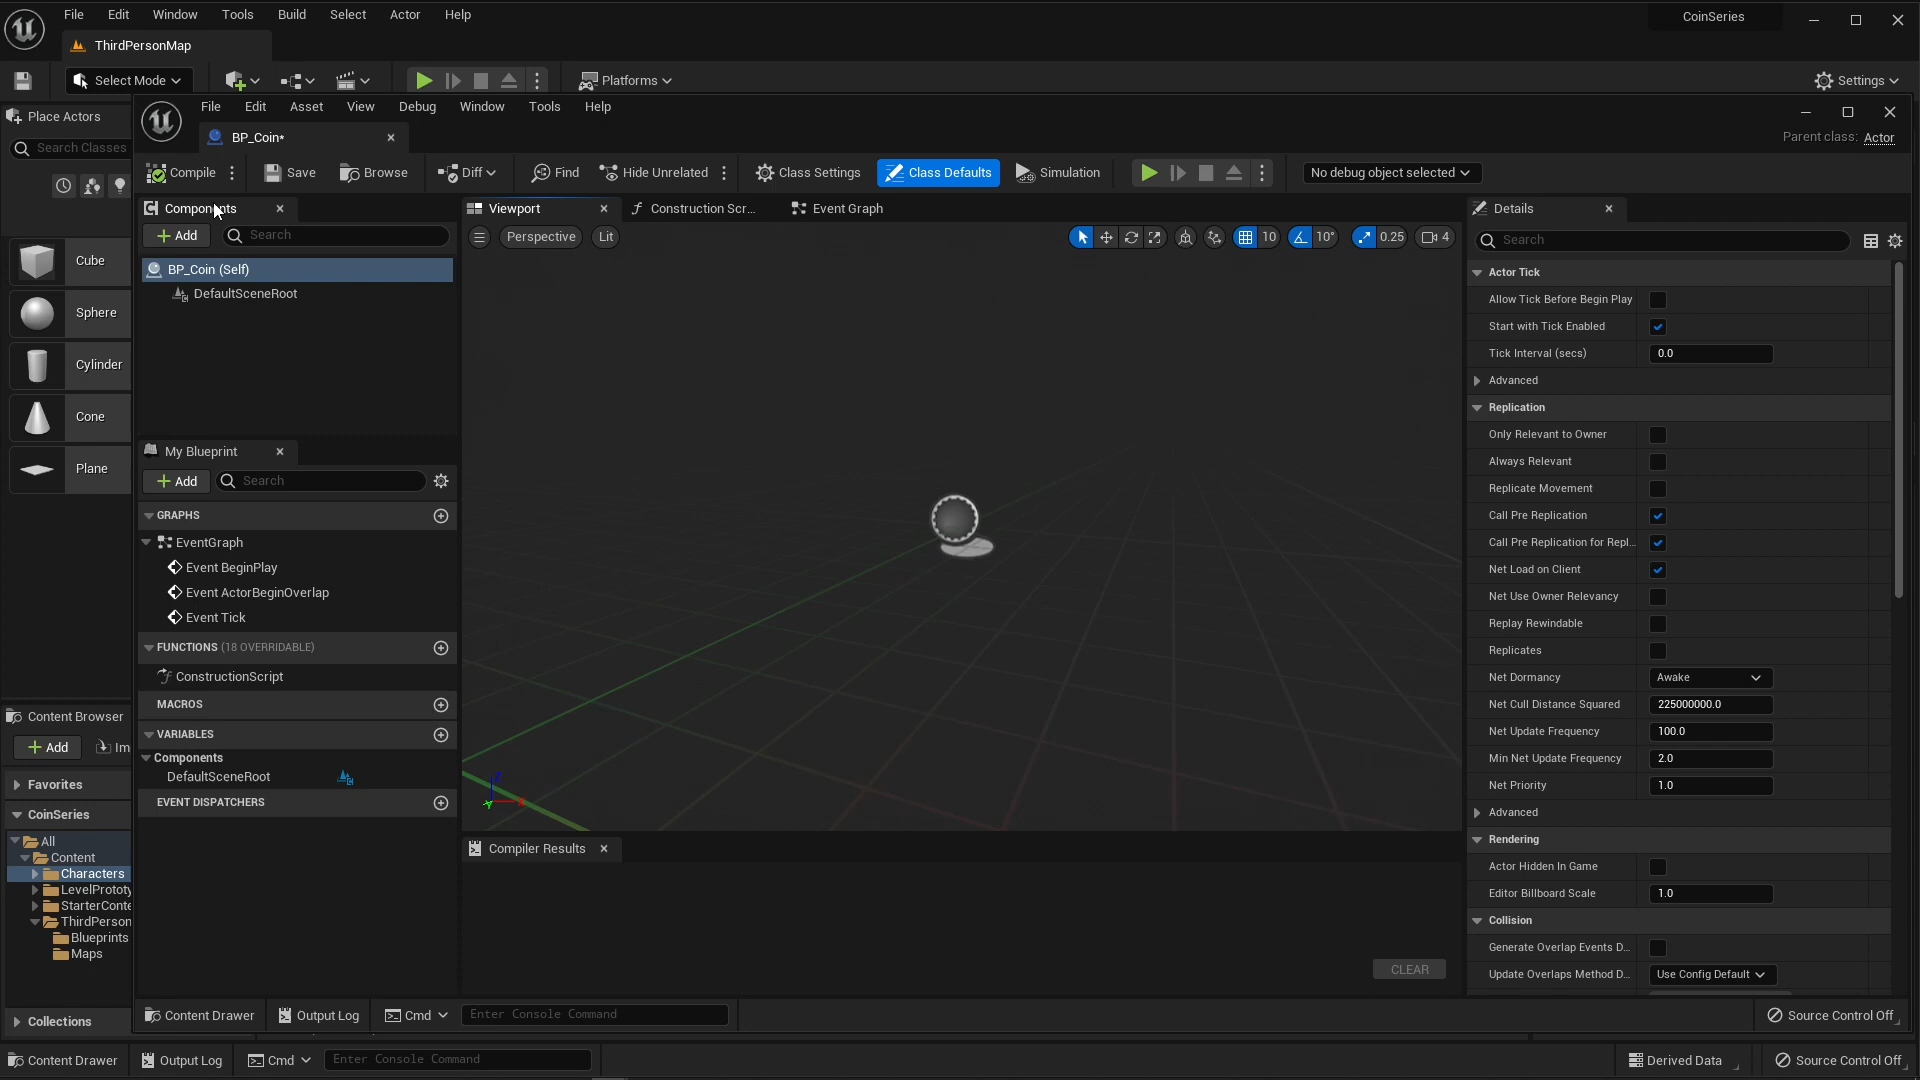 File Edit Window Tools Build Select Actor Help
CoinSeries
ThirdPersonMap
Select Mode
Platforms
Settings
Place Actors
Search Classes
Cube
Sphere
Cylinder
Cone
Plane
Content Browser
Add
Im
Favorites
CoinSeries
All
Content
Characters
LevelPrototy
StarterConte
ThirdPerson
Blueprints
Maps
Collections
File Edit Asset View Debug Window Tools Help
BP_Coin*
Parent class: Actor
Compile
Save
Browse
Diff
Find
Hide Unrelated
Class Settings
Class Defaults
Simulation
No debug object selected
Components
Add
Search
BP_Coin (Self)
DefaultSceneRoot
My Blueprint
Add
Search
GRAPHS
EventGraph
Event BeginPlay
Event ActorBeginOverlap
Event Tick
FUNCTIONS (18 OVERRIDABLE)
ConstructionScript
MACROS
VARIABLES
Components
DefaultSceneRoot
EVENT DISPATCHERS
Viewport
Construction Scr...
Event Graph
Perspective
Lit
10
10°
0.25
4
Z
X
Y
Compiler Results
CLEAR
Details
Search
Actor Tick
Allow Tick Before Begin Play
Start with Tick Enabled
Tick Interval (secs) 0.0
Advanced
Replication
Only Relevant to Owner
Always Relevant
Replicate Movement
Call Pre Replication
Call Pre Replication for Repl...
Net Load on Client
Net Use Owner Relevancy
Replay Rewindable
Replicates
Net Dormancy Awake
Net Cull Distance Squared 225000000.0
Net Update Frequency 100.0
Min Net Update Frequency 2.0
Net Priority 1.0
Advanced
Rendering
Actor Hidden In Game
Editor Billboard Scale 1.0
Collision
Generate Overlap Events D...
Update Overlaps Method D... Use Config Default
Content Drawer
Output Log
Cmd
Enter Console Command
Source Control Off
Content Drawer
Output Log
Cmd
Enter Console Command
Derived Data
Source Control Off